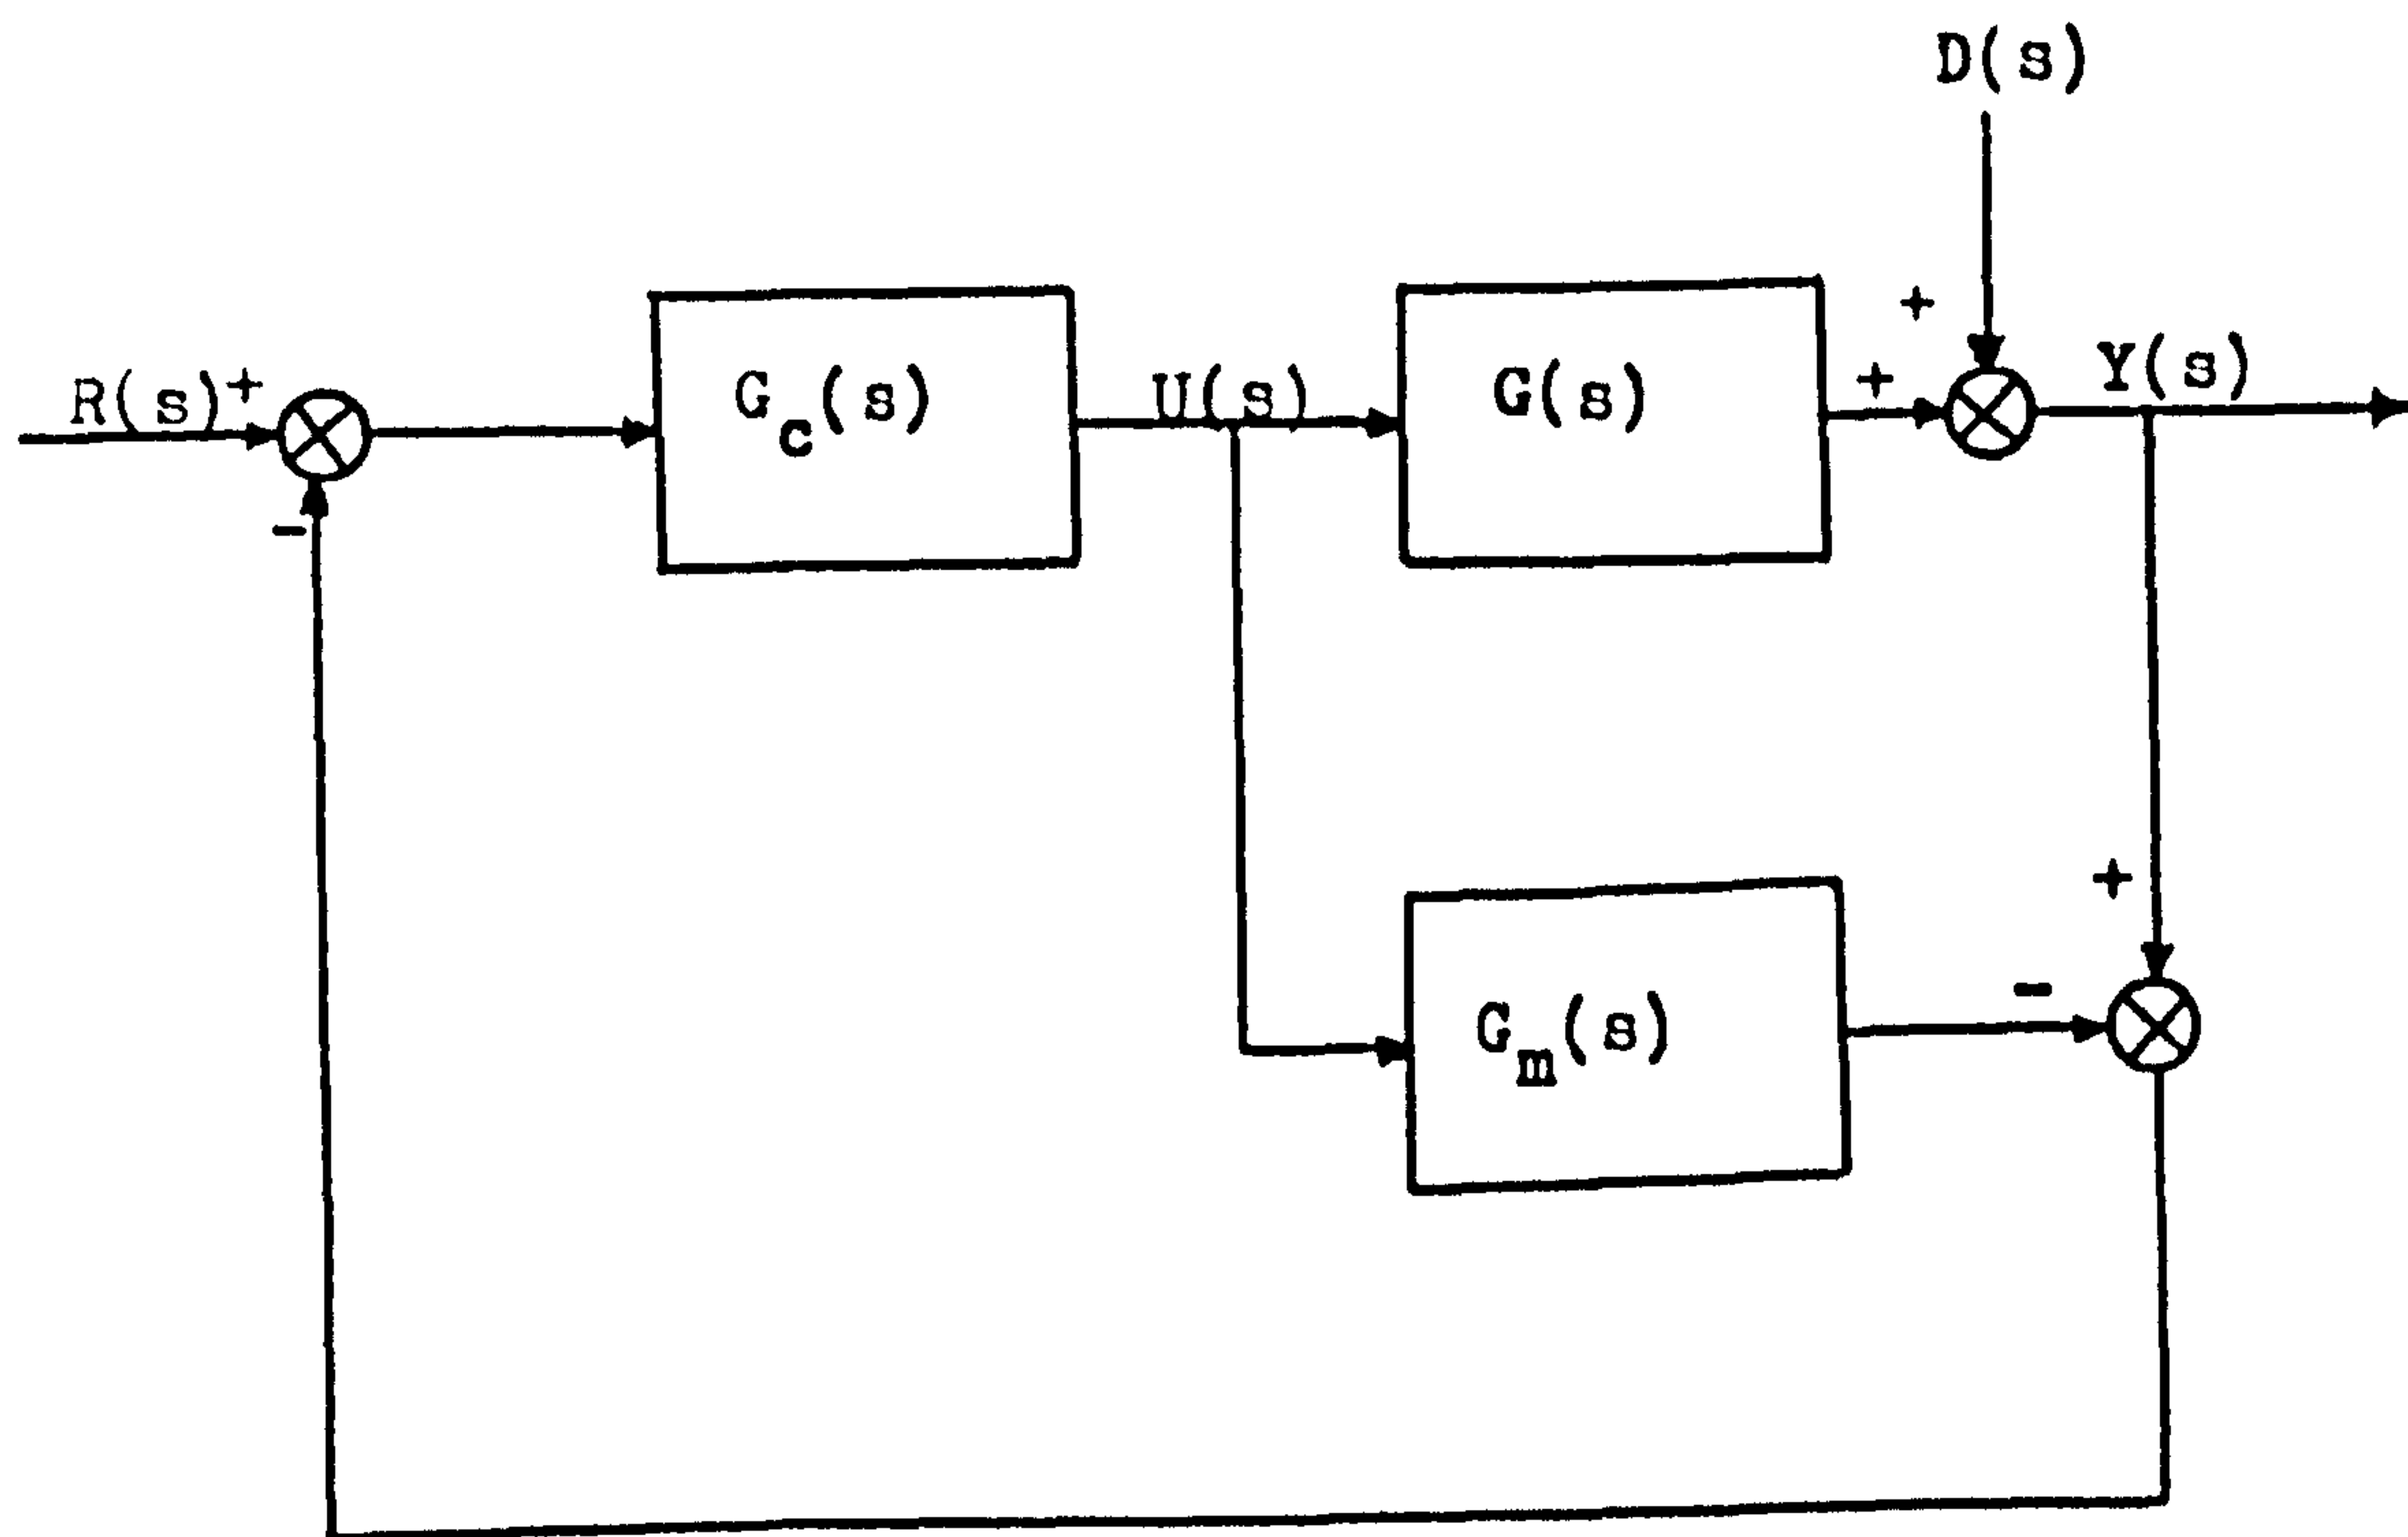 D(s)
+
R(s) +
G_c(s)
U(s)
G(s)
+
Y(s)
-
+
G_m(s)
-